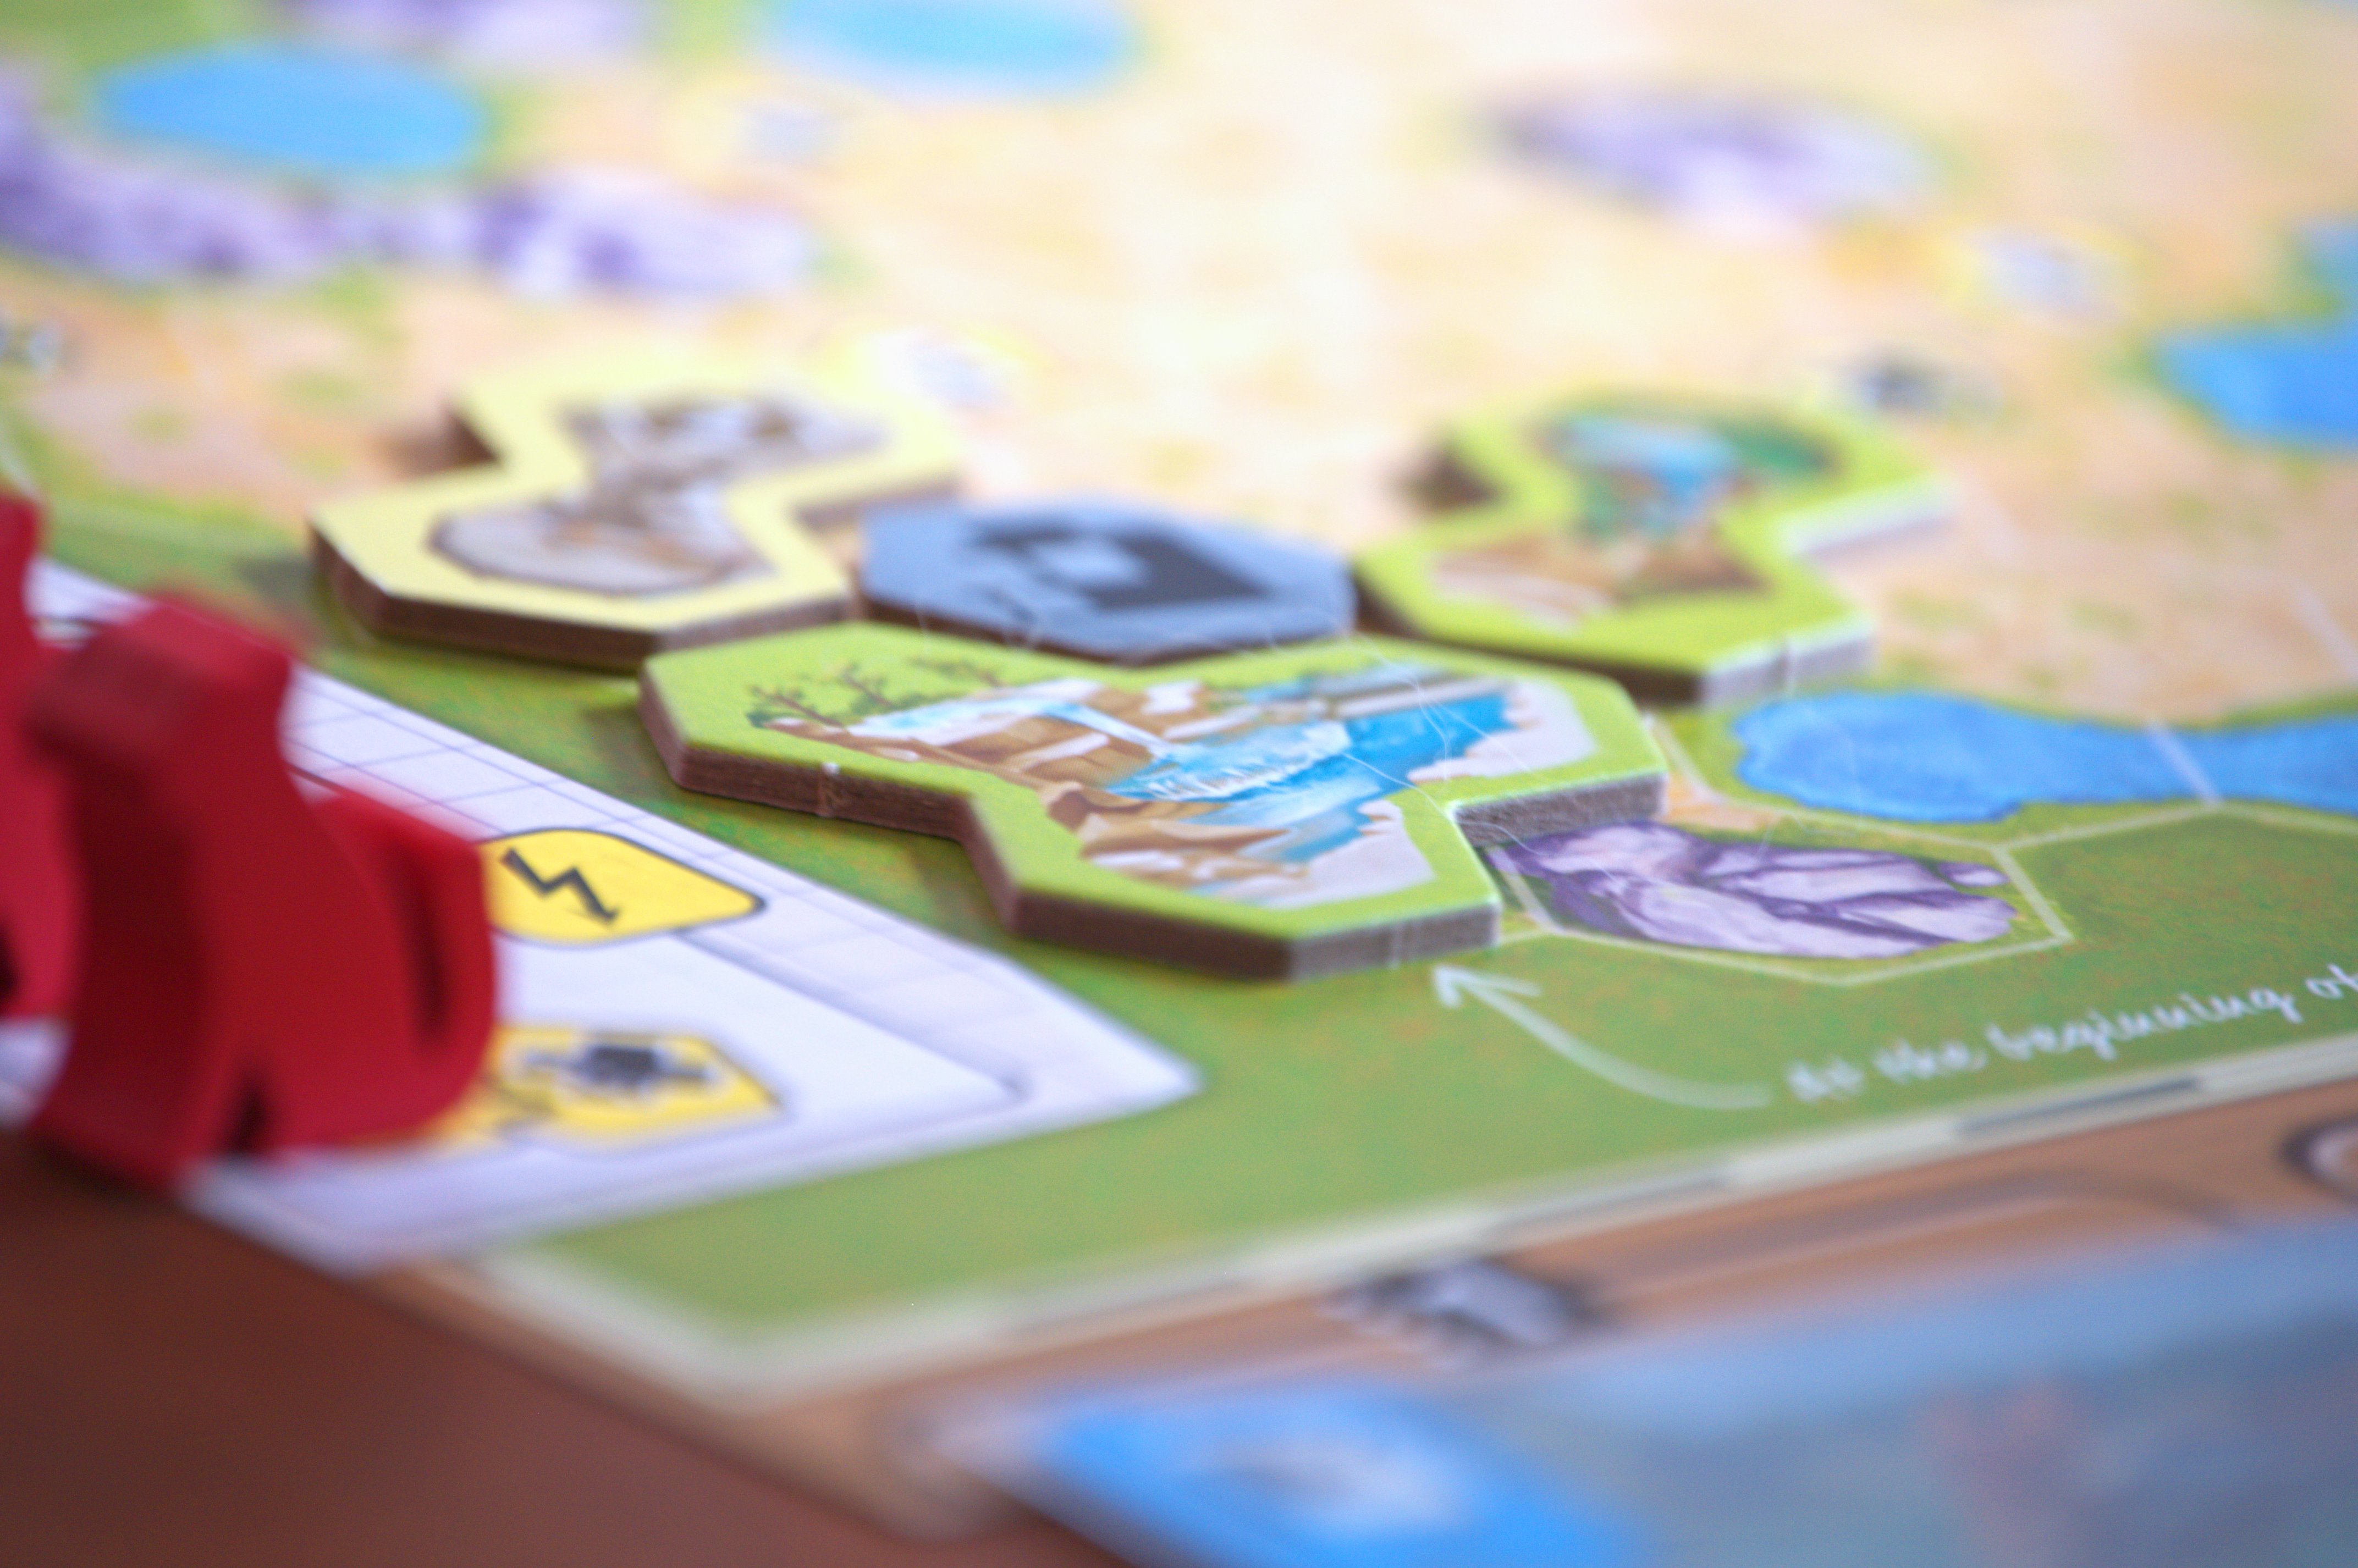 At the beginning of